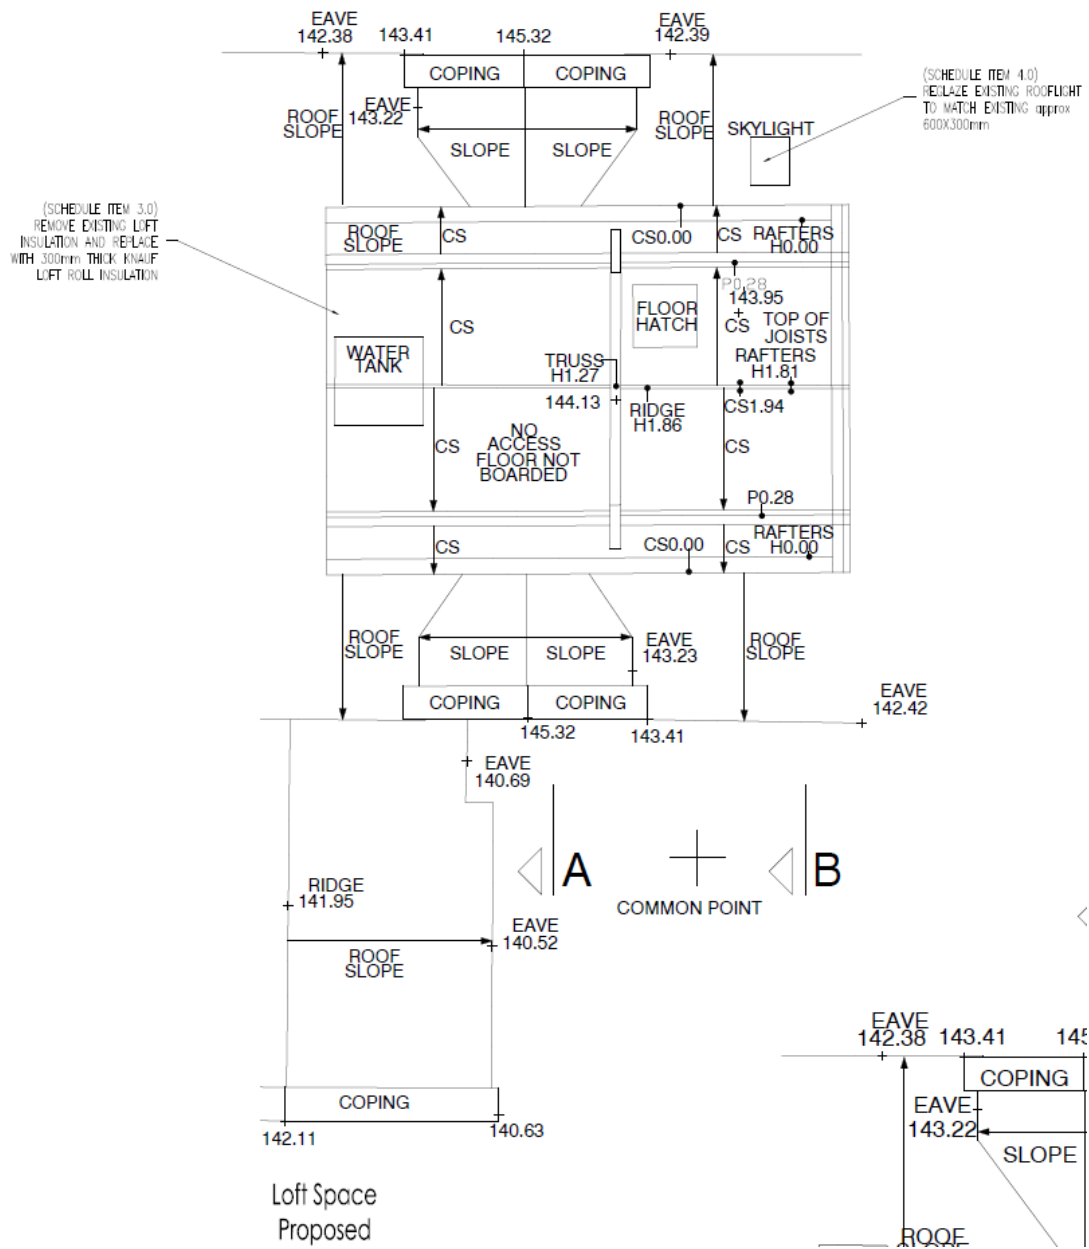 EAVE
142.38
143.41
145.32
EAVE
142.39
COPING
COPING
EAVE
143.22
ROOF
SLOPE
SLOPE
SLOPE
ROOF
SLOPE
SKYLIGHT
(SCHEDULE ITEM 4.0)
REGLAZE EXISTING ROOFLIGHT
TO MATCH EXISTING approx
600X300mm
(SCHEDULE ITEM 3.0)
REMOVE EXISTING LOFT
INSULATION AND REPLACE
WITH 300mm THICK KNAUF
LOFT ROLL INSULATION
ROOF
SLOPE
CS
CS0.00
CS
RAFTERS
H0.00
P0.28
143.95
FLOOR
HATCH
CS
CS
TOP OF
JOISTS
WATER
TANK
TRUSS
H1.27
RAFTERS
H1.81
144.13
RIDGE
H1.86
CS1.94
NO
ACCESS
FLOOR NOT
BOARDED
CS
CS
P0.28
CS
CS0.00
CS
RAFTERS
H0.00
ROOF
SLOPE
SLOPE
SLOPE
EAVE
143.23
ROOF
SLOPE
COPING
COPING
EAVE
142.42
145.32
143.41
EAVE
140.69
A
B
COMMON POINT
RIDGE
141.95
EAVE
140.52
ROOF
SLOPE
COPING
142.11
140.63
Loft Space
Proposed
EAVE
142.38
143.41
145
COPING
EAVE
143.22
SLOPE
ROOF
SLOPE